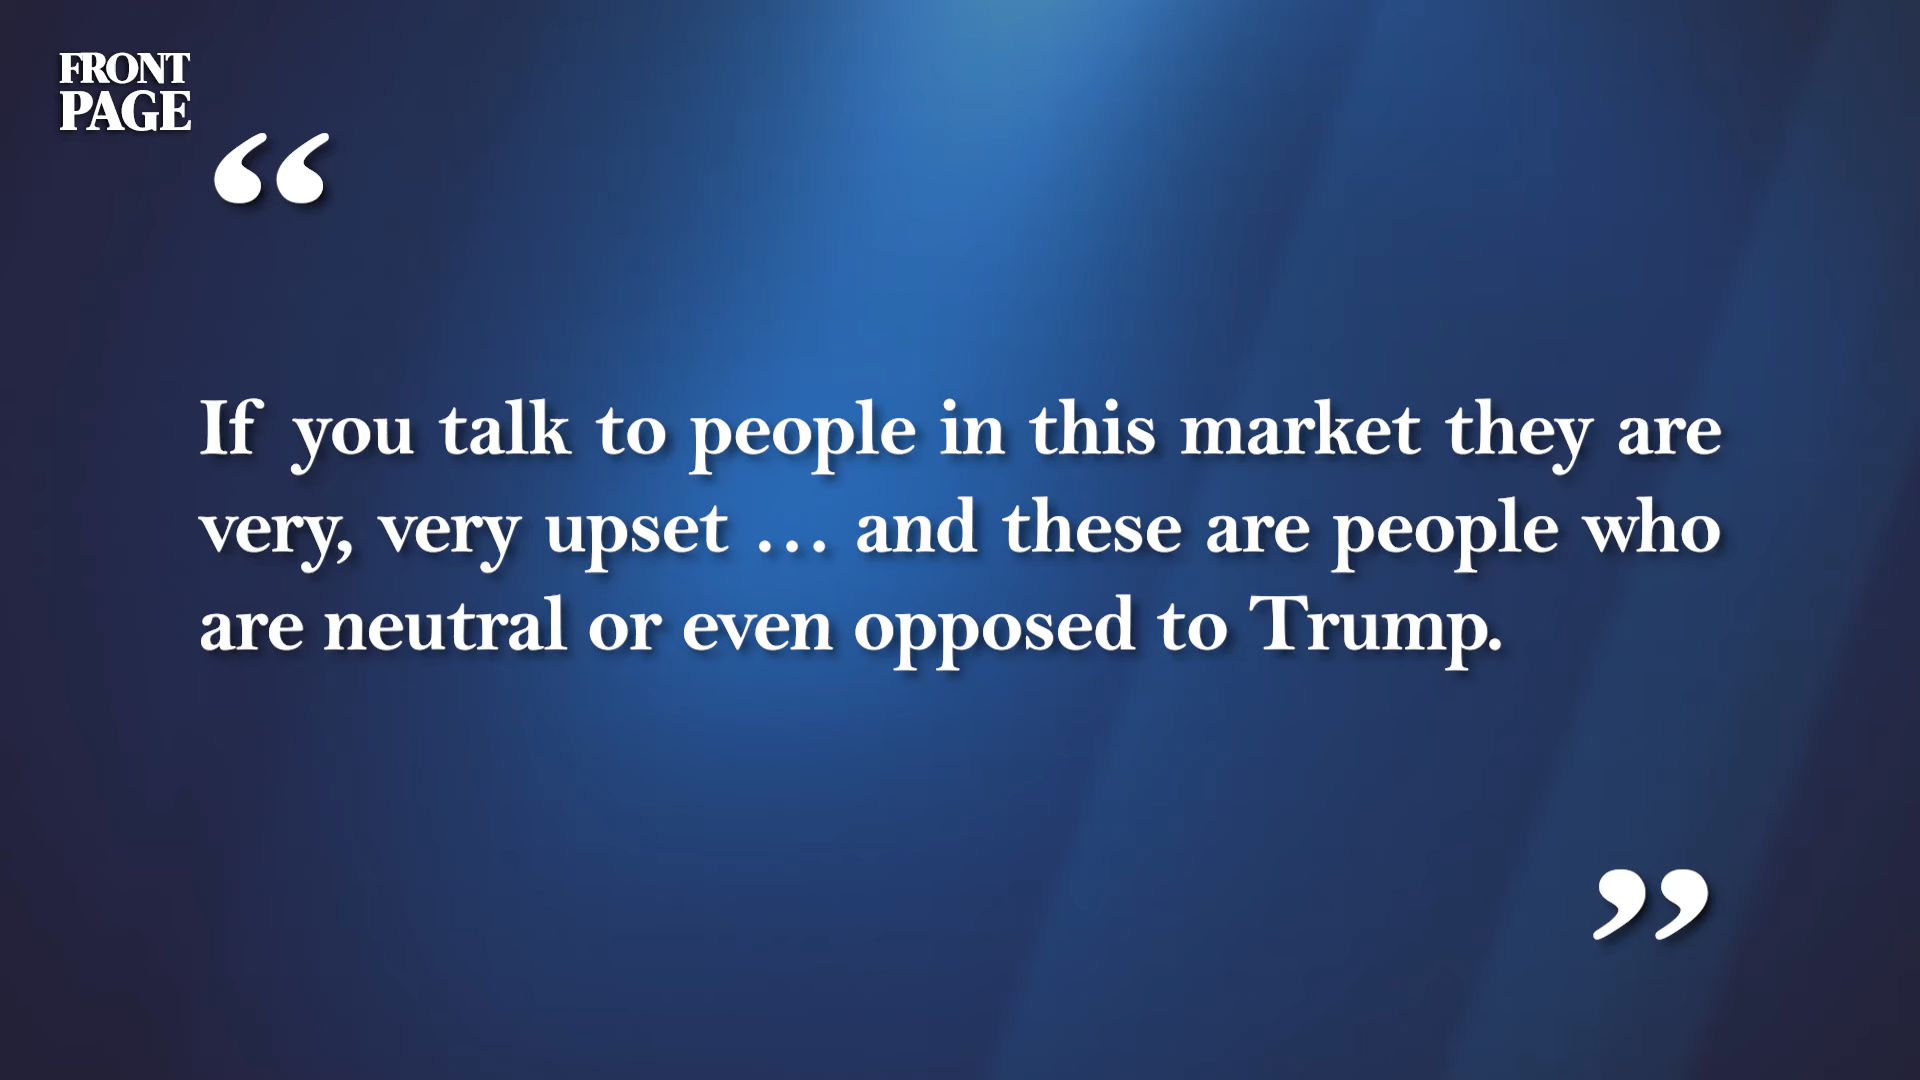 FRONT
PAGE
“
If you talk to people in this market they are
very, very upset … and these are people who
are neutral or even opposed to Trump.
”